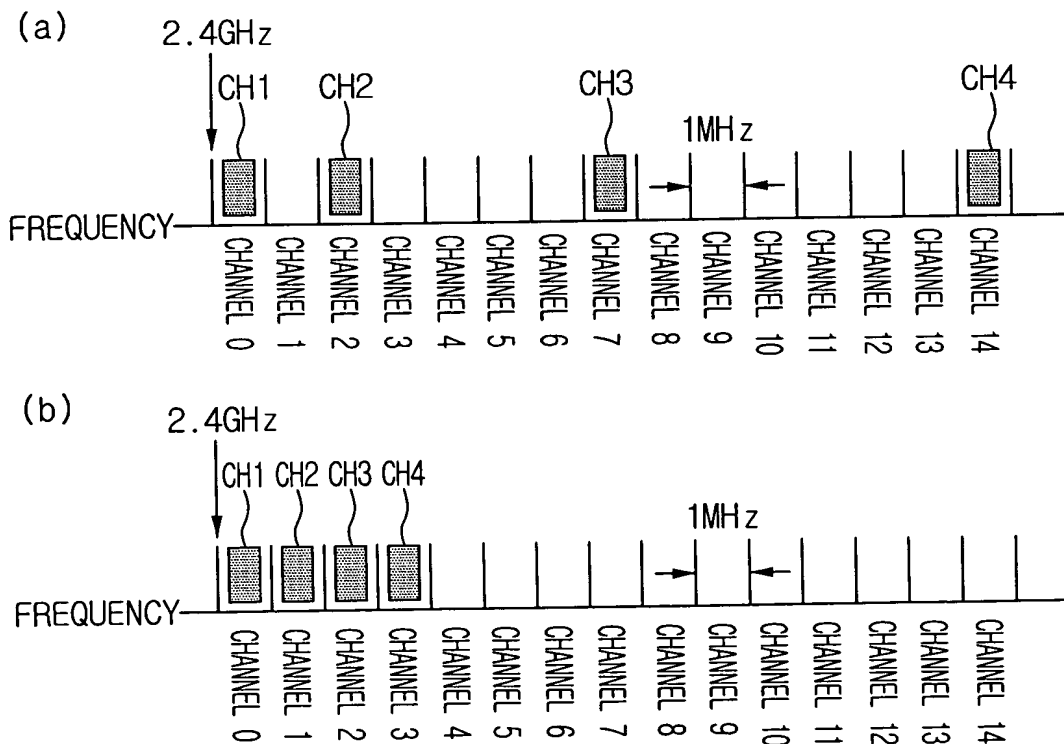 (a)
2.4GHz
CH1 CH2 CH3 CH4
1MHz
FREQUENCY
CHANNEL 0
CHANNEL 1
CHANNEL 2
CHANNEL 3
CHANNEL 4
CHANNEL 5
CHANNEL 6
CHANNEL 7
CHANNEL 8
CHANNEL 9
CHANNEL 10
CHANNEL 11
CHANNEL 12
CHANNEL 13
CHANNEL 14
(b)
2.4GHz
CH1 CH2 CH3 CH4
1MHz
FREQUENCY
CHANNEL 0
CHANNEL 1
CHANNEL 2
CHANNEL 3
CHANNEL 4
CHANNEL 5
CHANNEL 6
CHANNEL 7
CHANNEL 8
CHANNEL 9
CHANNEL 10
CHANNEL 11
CHANNEL 12
CHANNEL 13
CHANNEL 14